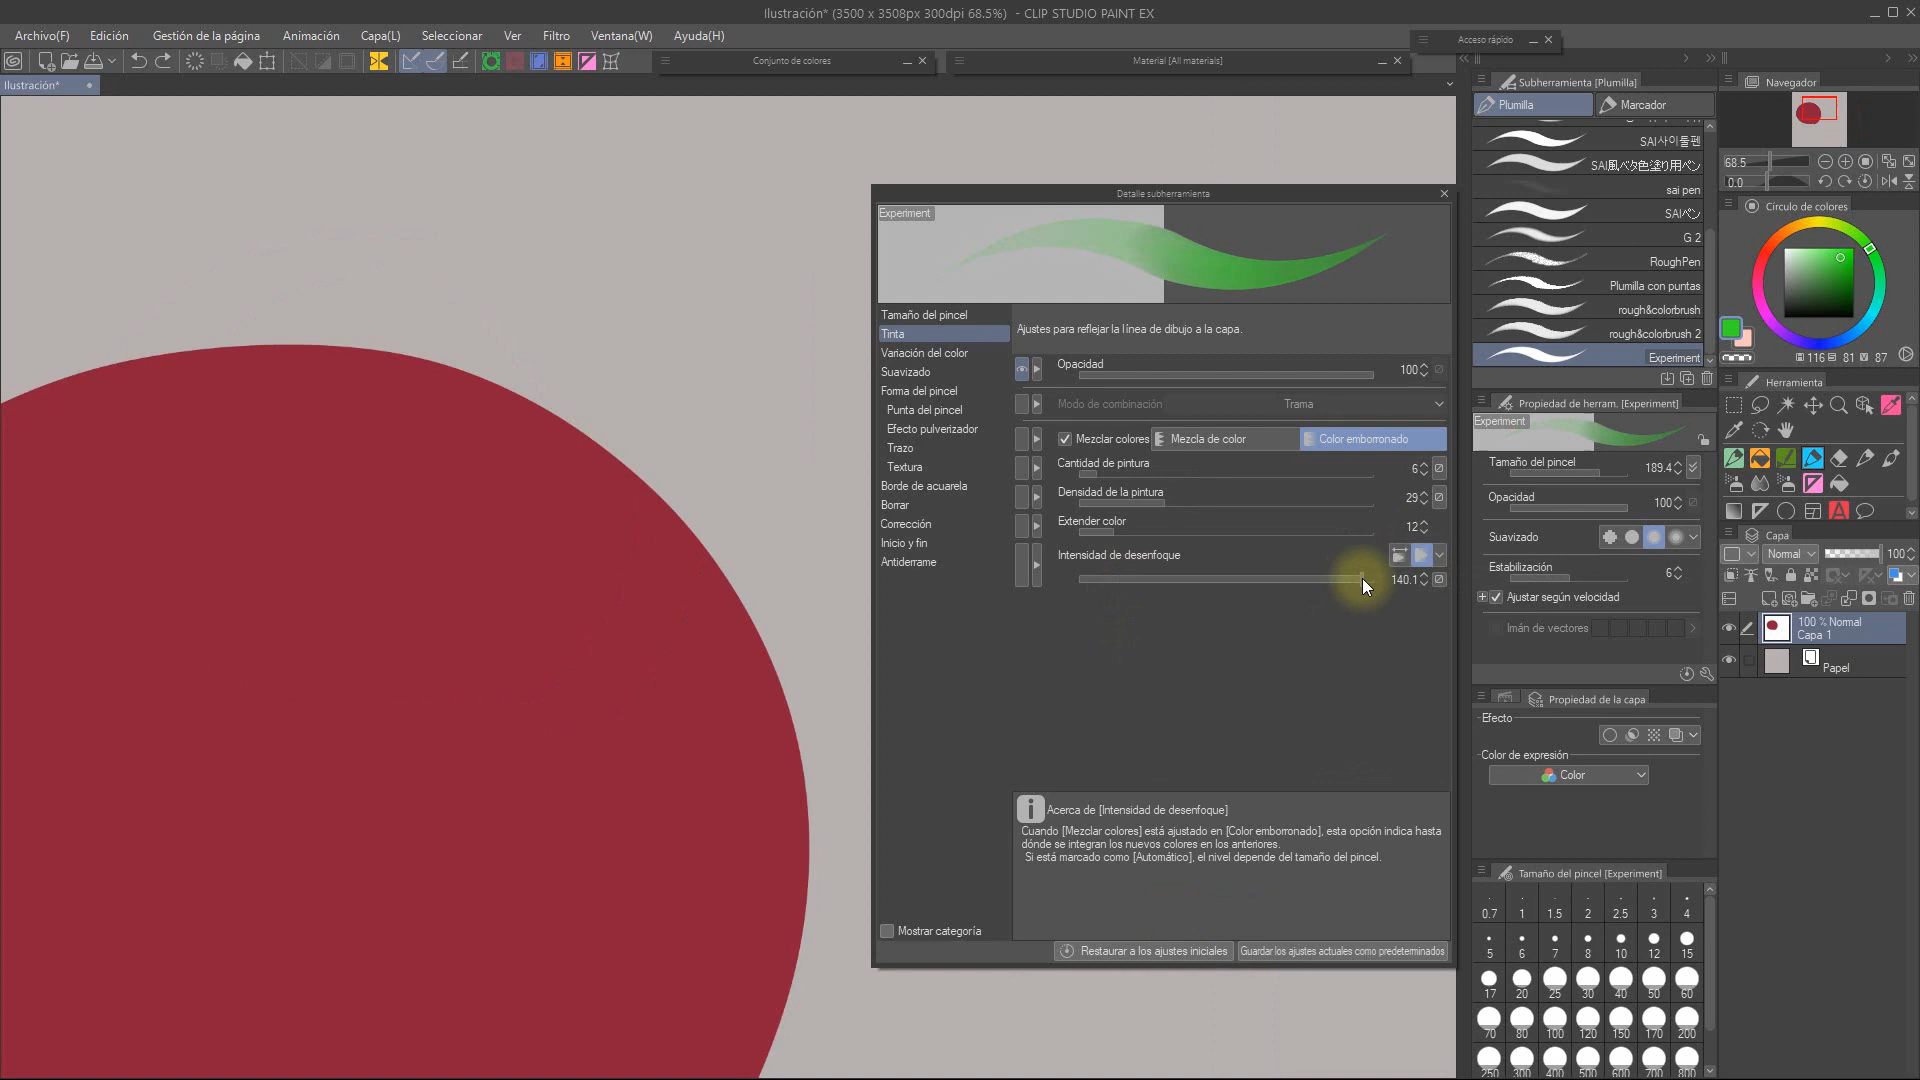 Ilustración* (3500 x 3508px 300dpi 68.5%) - CLIP STUDIO PAINT EX
Archivo(F) Edición Gestión de la página Animación Capa(L) Seleccionar Ver Filtro Ventana(W) Ayuda(H)
Acceso rápido
Conjunto de colores
Material [All materials]
Ilustración*
Detalle subherramienta
Experiment
Tamaño del pincel
Tinta
Variación del color
Suavizado
Forma del pincel
Punta del pincel
Efecto pulverizador
Trazo
Textura
Borde de acuarela
Borrar
Corrección
Inicio y fin
Antiderrame
Mostrar categoría
Ajustes para reflejar la línea de dibujo a la capa.
Opacidad 100
Modo de combinación Trama
Mezclar colores Mezcla de color Color emborronado
Cantidad de pintura 6
Densidad de la pintura 29
Extender color 12
Intensidad de desenfoque
140.1
Acerca de [Intensidad de desenfoque]
Cuando [Mezclar colores] está ajustado en [Color emborronado], esta opción indica hasta
dónde se integran los nuevos colores en los anteriores.
Si está marcado como [Automático], el nivel depende del tamaño del pincel.
Restaurar a los ajustes iniciales Guardar los ajustes actuales como predeterminados
Subherramienta [Plumilla]
Plumilla Marcador
SAI사이툴펜
SAI風ベタ色塗り用ペン
sai pen
SAIペン
G 2
RoughPen
Plumilla con puntas
rough&colorbrush
rough&colorbrush 2
Experiment
Propiedad de herram. [Experiment]
Experiment
Tamaño del pincel 189.4
Opacidad 100
Suavizado
Estabilización 6
Ajustar según velocidad
Imán de vectores
Propiedad de la capa
Efecto
Color de expresión
Color
Tamaño del pincel [Experiment]
0.7 1 1.5 2 2.5 3 4
5 6 7 8 10 12 15
17 20 25 30 40 50 60
70 80 100 120 150 170 200
250 300 400 500 600 700 800
Navegador
68.5
0.0
Círculo de colores
116 81 87
Herramienta
Capa
Normal 100
100 % Normal
Capa 1
Papel